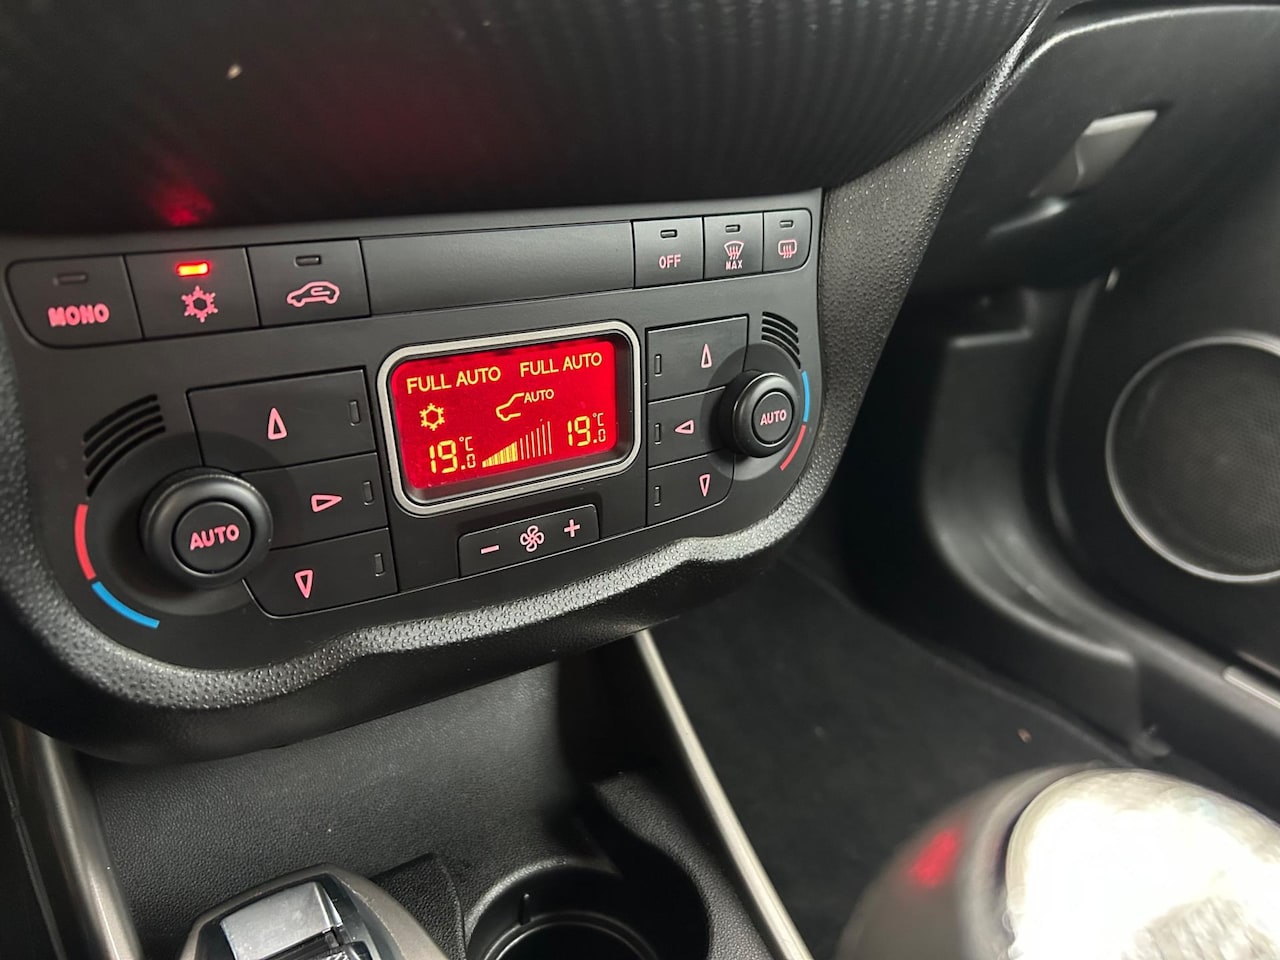 MONO
OFF
MAX
FULL AUTO FULL AUTO
AUTO
19.0°C 19.0°C
AUTO
AUTO
- +